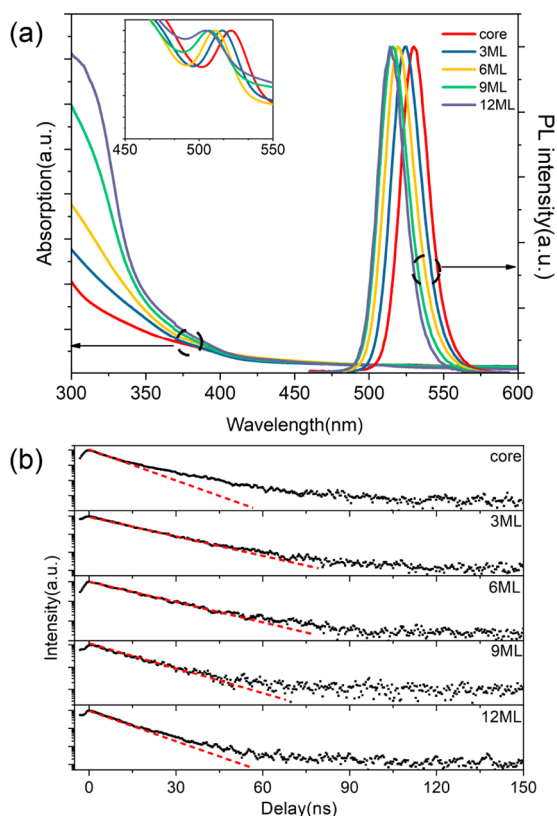 (a)
450 500 550
core
3ML
6ML
9ML
12ML
Absorption(a.u.)
PL intensity(a.u.)
300 350 400 450 500 550 600
Wavelength(nm)
(b)
core
3ML
6ML
9ML
12ML
Intensity(a.u.)
0 30 60 90 120 150
Delay(ns)